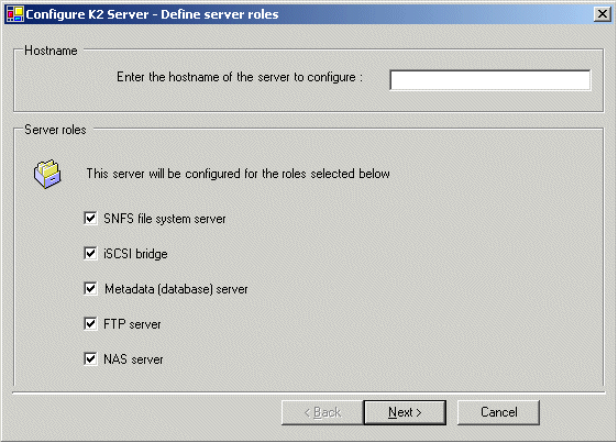 Configure K2 Server - Define server roles
Hostname
Enter the hostname of the server to configure :
Server roles
This server will be configured for the roles selected below
SNFS file system server
iSCSI bridge
Metadata (database) server
FTP server
NAS server
< Back
Next >
Cancel